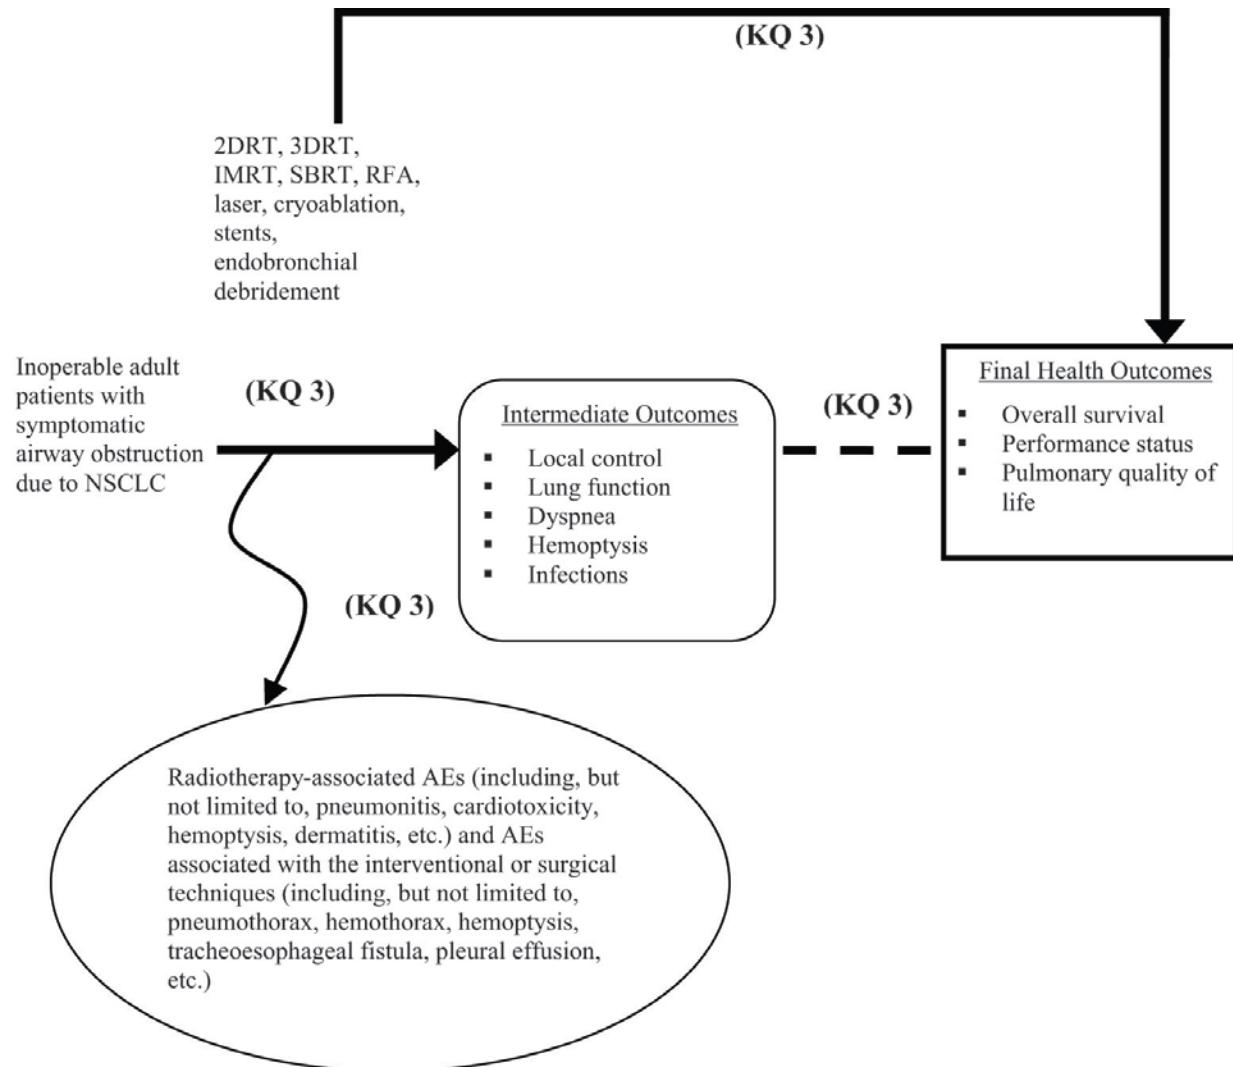 (KQ 3)
2DRT, 3DRT,
IMRT, SBRT, RFA,
laser, cryoablation,
stents,
endobronchial
debridement
Inoperable adult
patients with
symptomatic
airway obstruction
due to NSCLC
(KQ 3)
Intermediate Outcomes
▪ Local control
▪ Lung function
▪ Dyspnea
▪ Hemoptysis
▪ Infections
(KQ 3)
Final Health Outcomes
▪ Overall survival
▪ Performance status
▪ Pulmonary quality of
life
(KQ 3)
Radiotherapy-associated AEs (including, but
not limited to, pneumonitis, cardiotoxicity,
hemoptysis, dermatitis, etc.) and AEs
associated with the interventional or surgical
techniques (including, but not limited to,
pneumothorax, hemothorax, hemoptysis,
tracheoesophageal fistula, pleural effusion,
etc.)